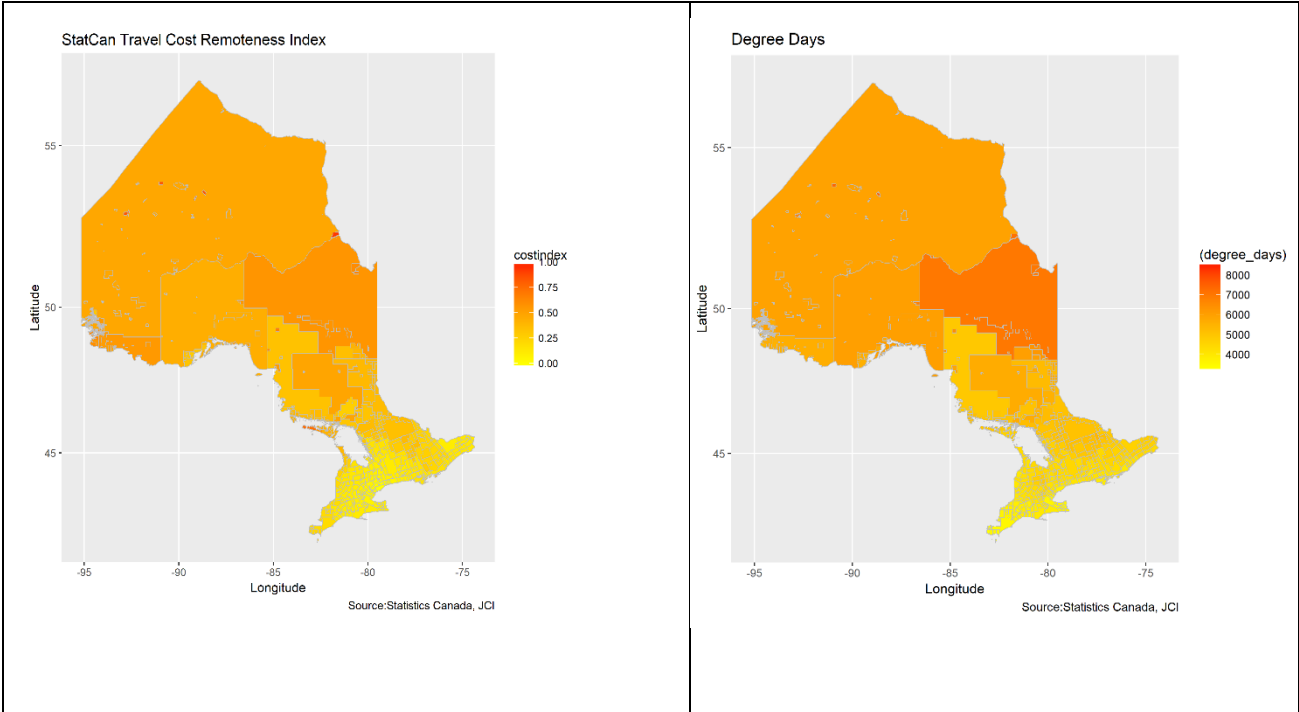 StatCan Travel Cost Remoteness Index
55
50
45
Latitude
-95
-90
-85
-80
-75
Longitude
costindex
1.00
0.75
0.50
0.25
0.00
Source:Statistics Canada, JCI
Degree Days
55
50
45
Latitude
-95
-90
-85
-80
-75
Longitude
(degree_days)
8000
7000
6000
5000
4000
Source:Statistics Canada, JCI